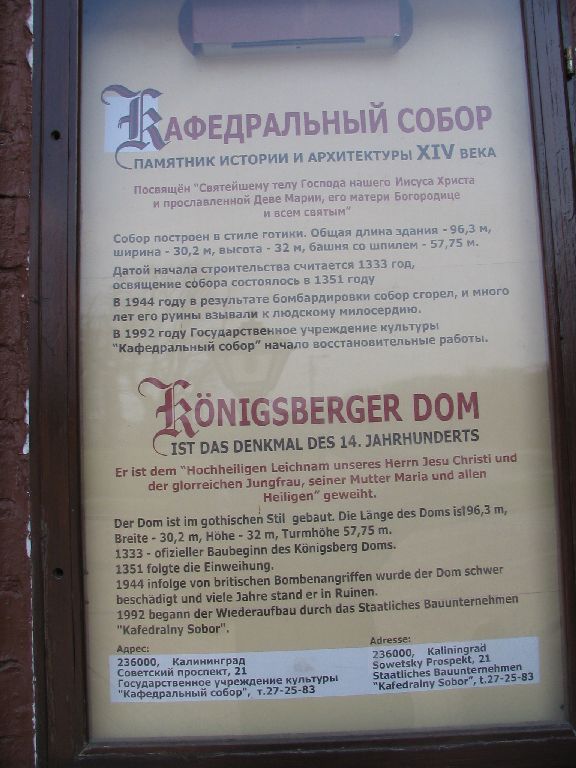 КАФЕДРАЛЬНЫЙ СОБОР
ПАМЯТНИК ИСТОРИИ И АРХИТЕКТУРЫ XIV ВЕКА
Посвящён "Святейшему телу Господа нашего Иисуса Христа
и прославленной Деве Марии, его матери Богородице
и всем святым"
Собор построен в стиле готики. Общая длина здания - 96,3 м,
ширина - 30,2 м, высота - 32 м, башня со шпилем - 57,75 м.
Датой начала строительства считается 1333 год,
освящение собора состоялось в 1351 году
В 1944 году в результате бомбардировки собор сгорел, и много
лет его руины взывали к людскому милосердию.
В 1992 году Государственное учреждение культуры
"Кафедральный собор" начало восстановительные работы.
KÖNIGSBERGER DOM
IST DAS DENKMAL DES 14. JAHRHUNDERTS
Er ist dem "Hochheiligen Leichnam unseres Herrn Jesu Christi und
der glorreichen Jungfrau, seiner Mutter Maria und allen
Heiligen" geweiht.
Der Dom ist im gothischen Stil gebaut. Die Länge des Doms ist96,3 m,
Breite - 30,2 m, Höhe - 32 m, Turmhöhe 57,75 m.
1333 - ofizieller Baubeginn des Königsberg Doms.
1351 folgte die Einweihung.
1944 infolge von britischen Bombenangriffen wurde der Dom schwer
beschädigt und viele Jahre stand er in Ruinen.
1992 begann der Wiederaufbau durch das Staatliches Bauunternehmen
"Kafedralny Sobor".
Адрес:
236000, Калининград
Советский проспект, 21
Государственное учреждение культуры
"Кафедральный собор", т.27-25-83
Adresse:
236000, Kaliningrad
Sowetsky Prospekt, 21
Staatliches Bauunternehmen
"Kafedralny Sobor", t.27-25-83